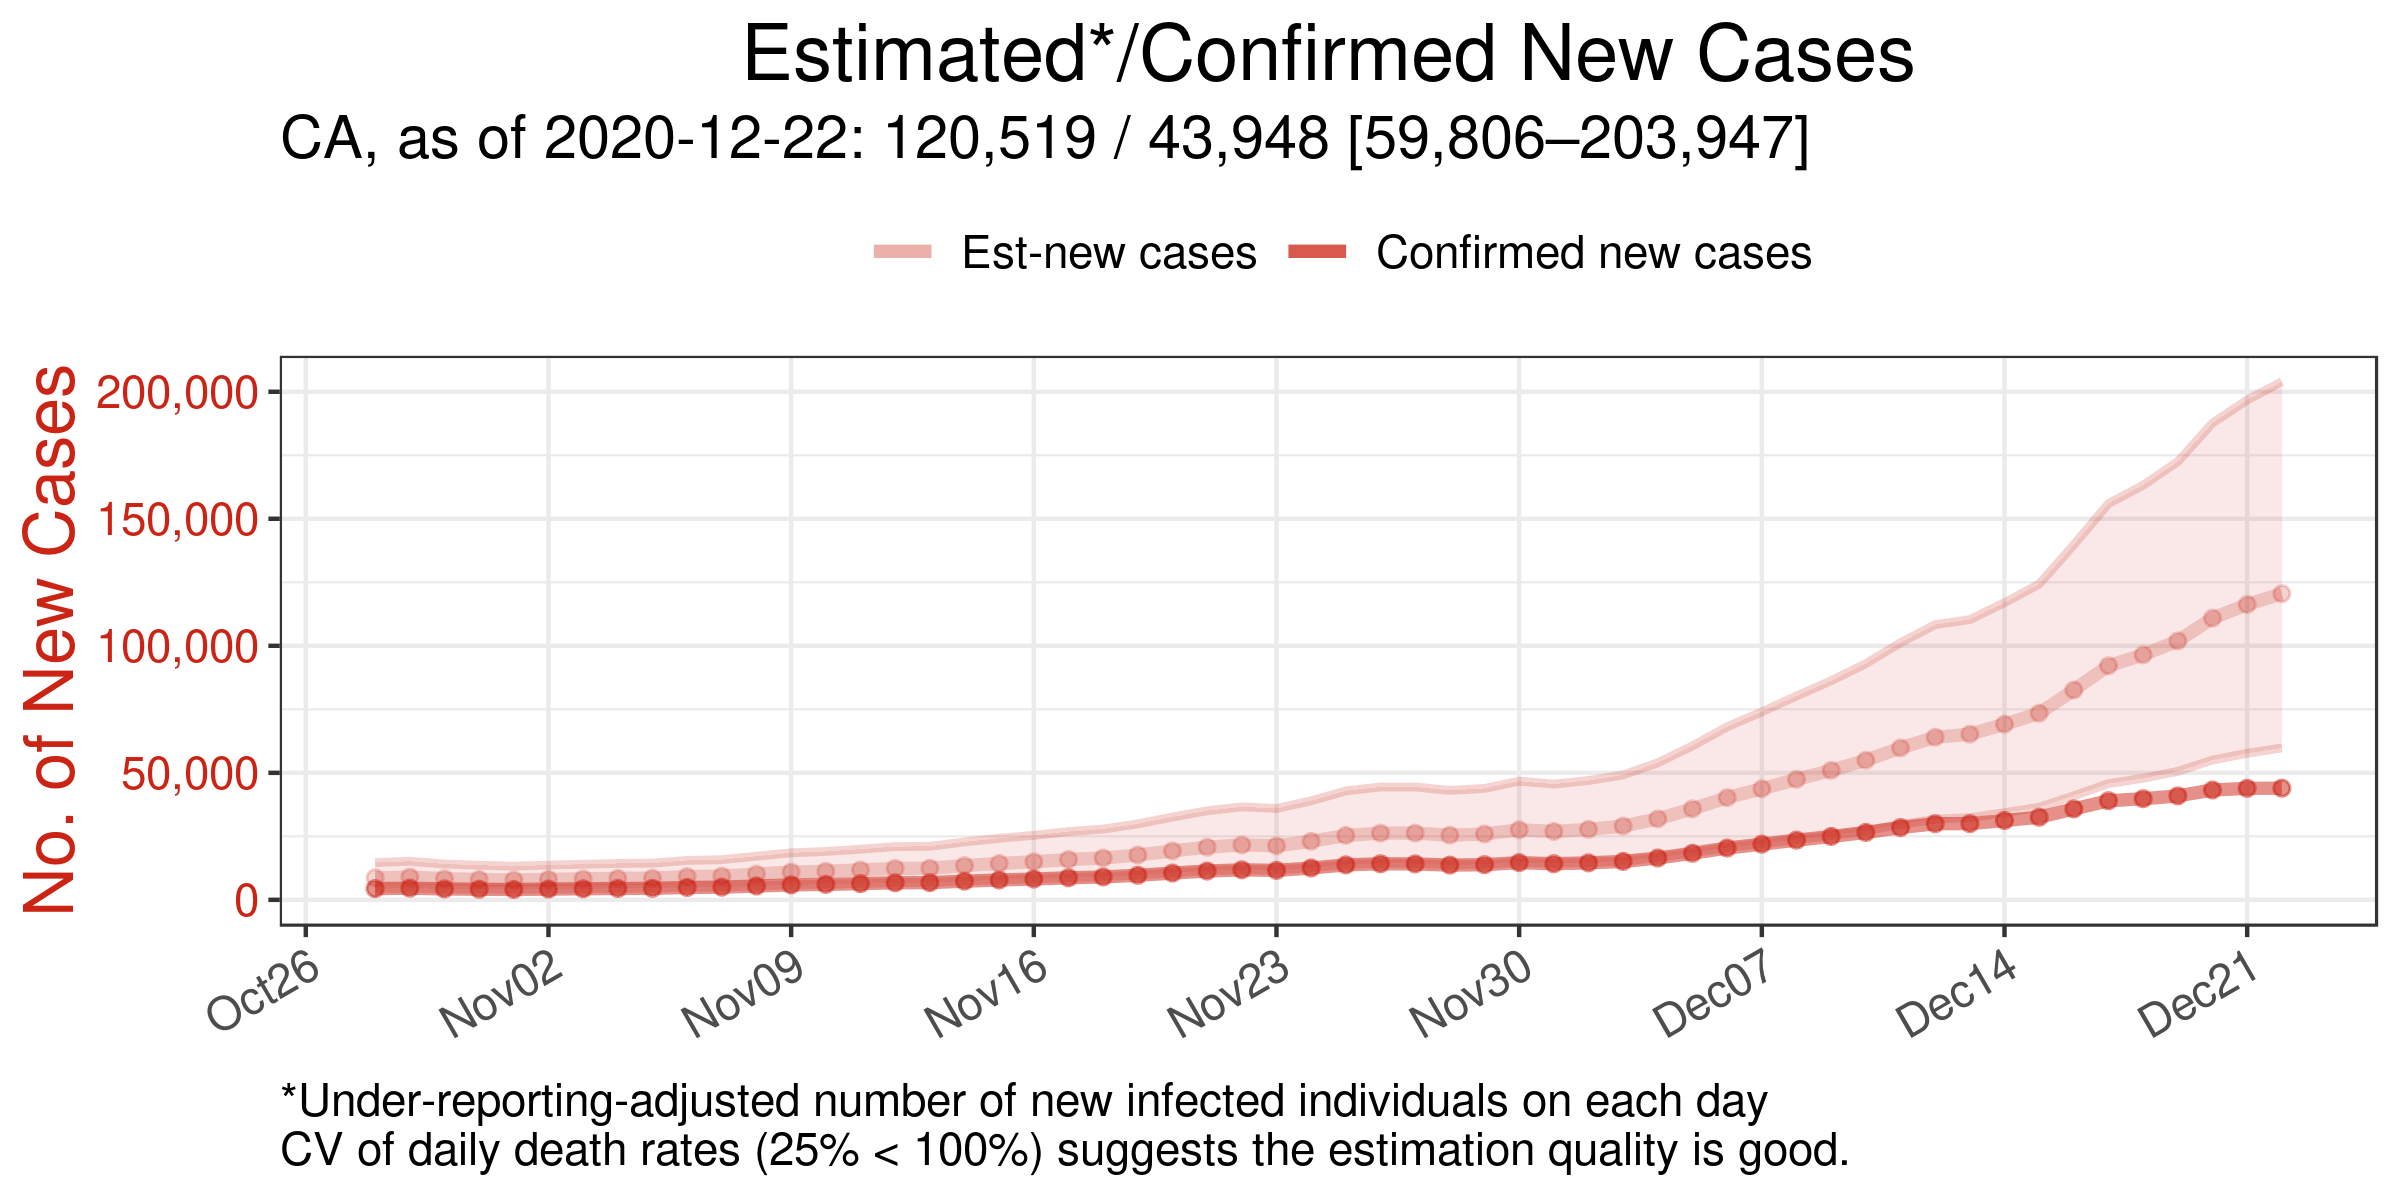 Estimated*/Confirmed New Cases
CA, as of 2020-12-22: 120,519 / 43,948 [59,806–203,947]
Est-new cases
Confirmed new cases
No. of New Cases
200,000
150,000
100,000
50,000
0
Oct26
Nov02
Nov09
Nov16
Nov23
Nov30
Dec07
Dec14
Dec21
*Under-reporting-adjusted number of new infected individuals on each day
CV of daily death rates (25% < 100%) suggests the estimation quality is good.